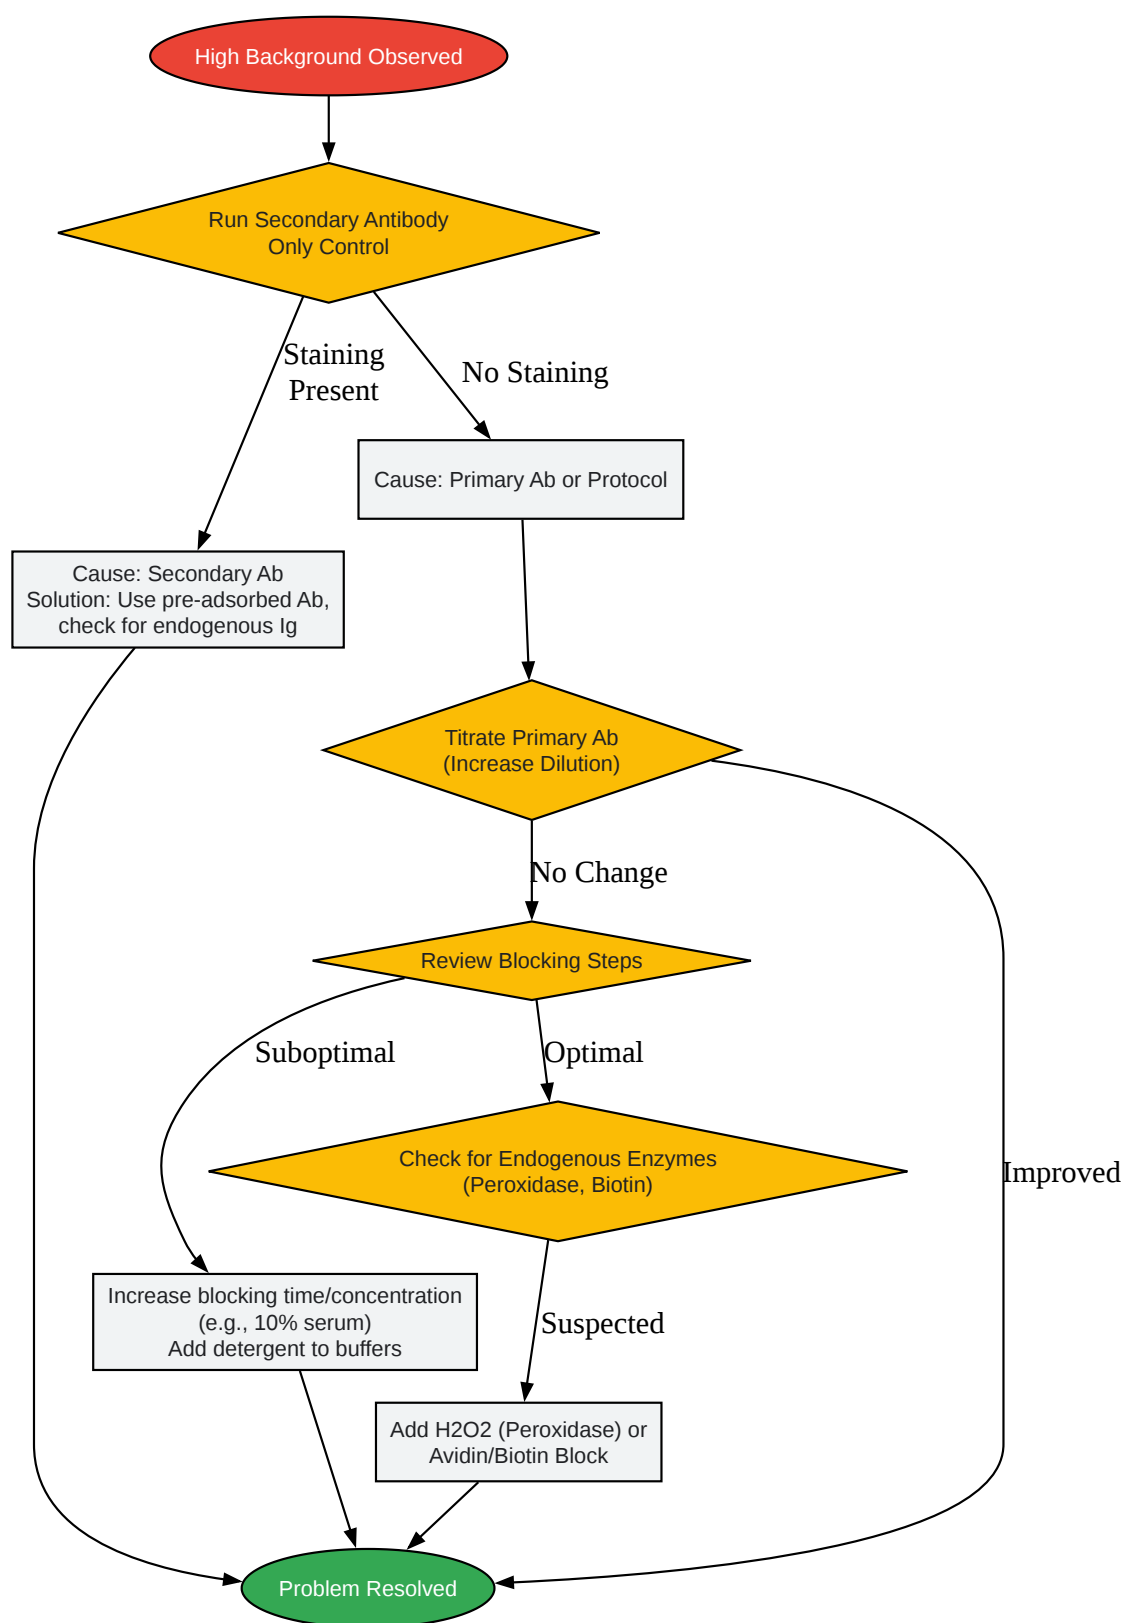 High Background Observed
Run Secondary Antibody
Only Control
Staining
Present
No Staining
Cause: Primary Ab or Protocol
Cause: Secondary Ab
Solution: Use pre-adsorbed Ab,
check for endogenous Ig
Titrate Primary Ab
(Increase Dilution)
No Change
Review Blocking Steps
Suboptimal
Optimal
Check for Endogenous Enzymes
(Peroxidase, Biotin)
Improved
Increase blocking time/concentration
(e.g., 10% serum)
Add detergent to buffers
Suspected
Add H2O2 (Peroxidase) or
Avidin/Biotin Block
Problem Resolved